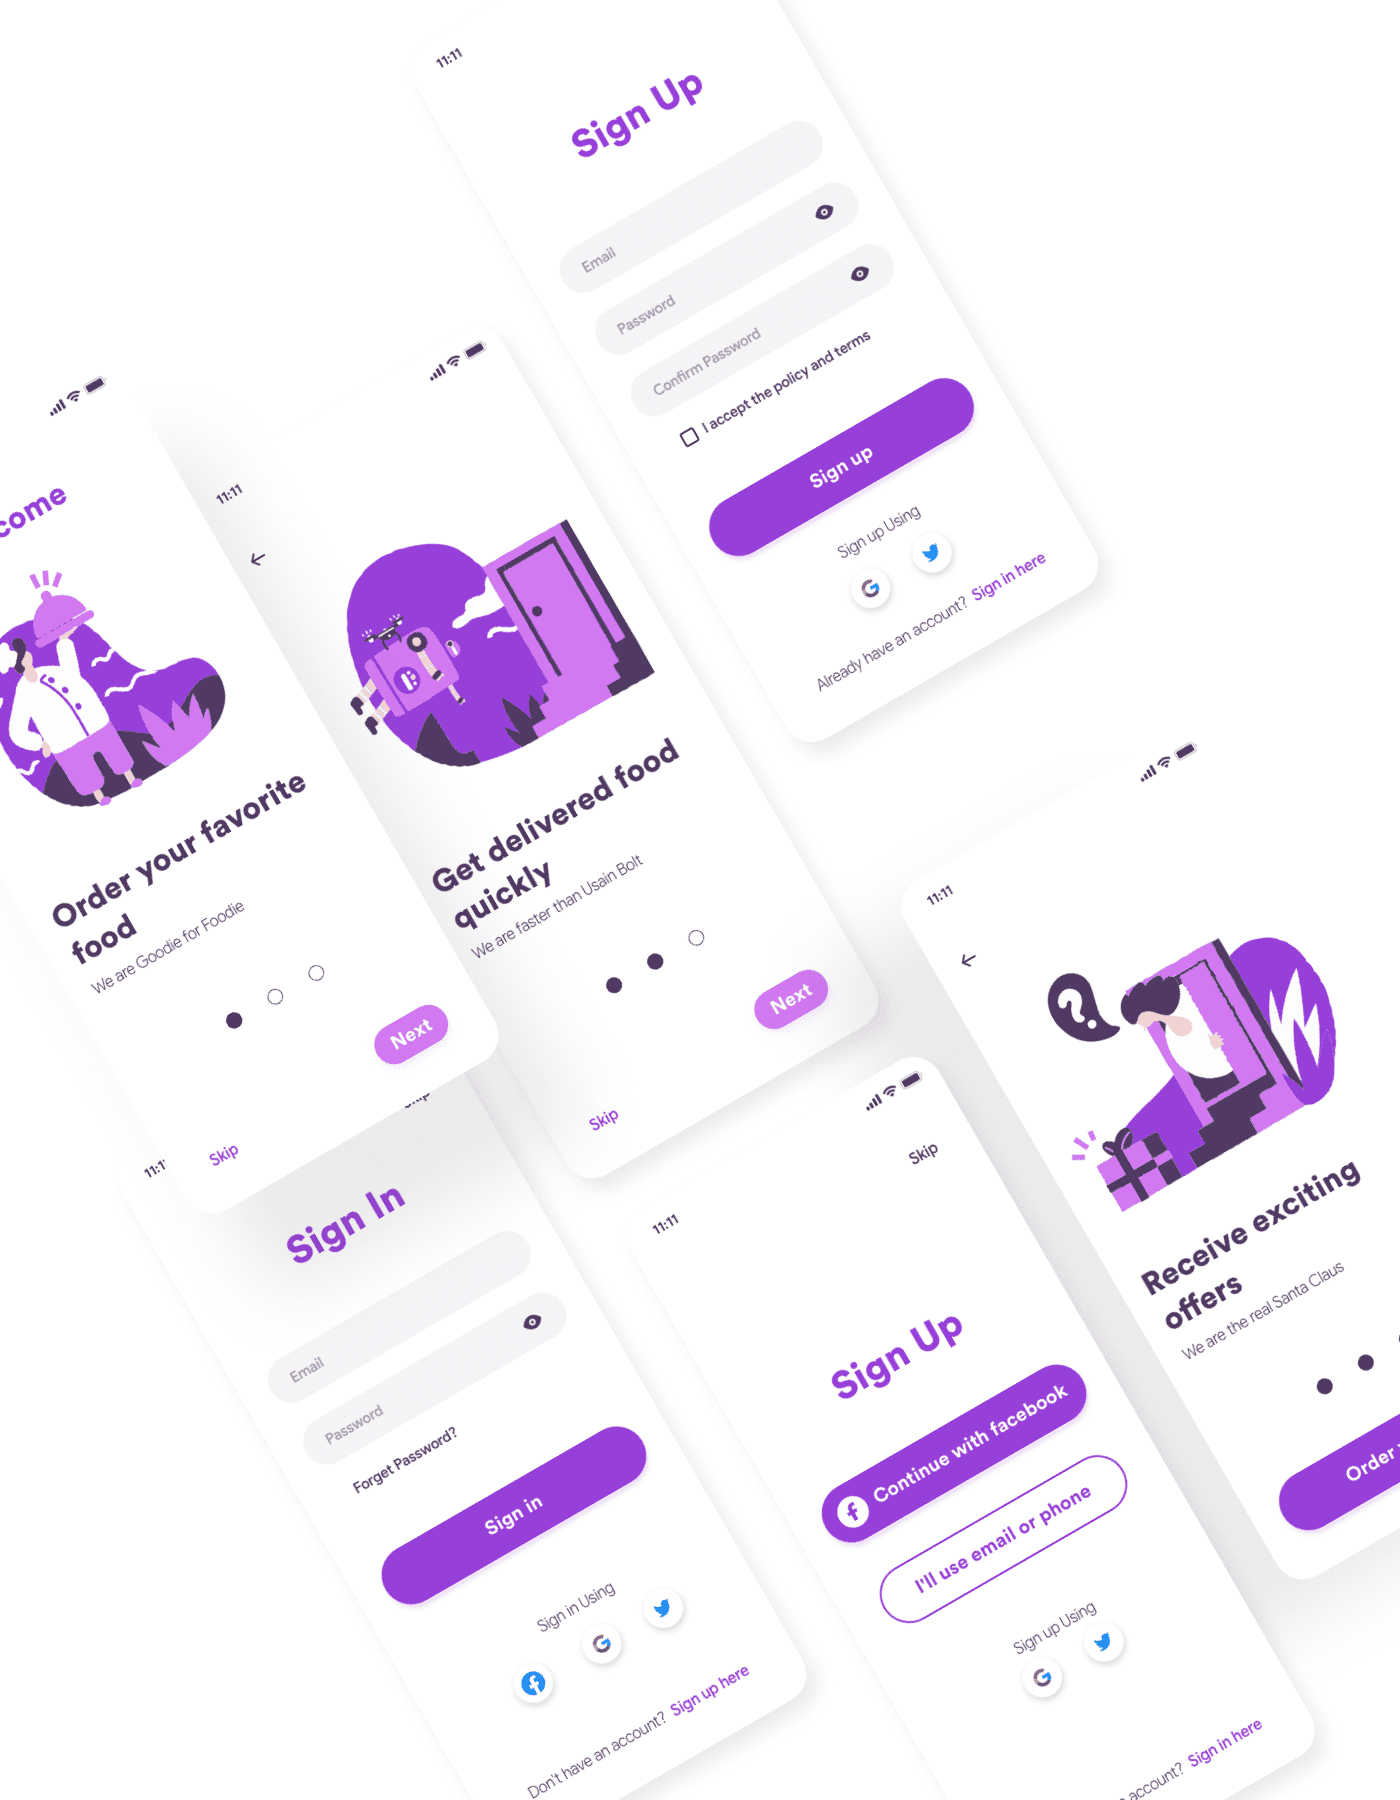 11:11
Sign Up
Email
Password
Confirm Password
I accept the policy and terms
Sign up
Sign up Using
Already have an account? Sign in here
come
Order your favorite
food
We are Goodie for Foodie
Next
Skip
11:11
Get delivered food
quickly
We are faster than Usain Bolt
Next
Skip
11:11
Receive exciting
offers
We are the real Santa Claus
Order
11:1
Skip
Sign In
Email
Password
Forget Password?
Sign in
Sign in Using
Don't have an account? Sign up here
11:11
Skip
Sign Up
Continue with facebook
I'll use email or phone
Sign up Using
account? Sign in here